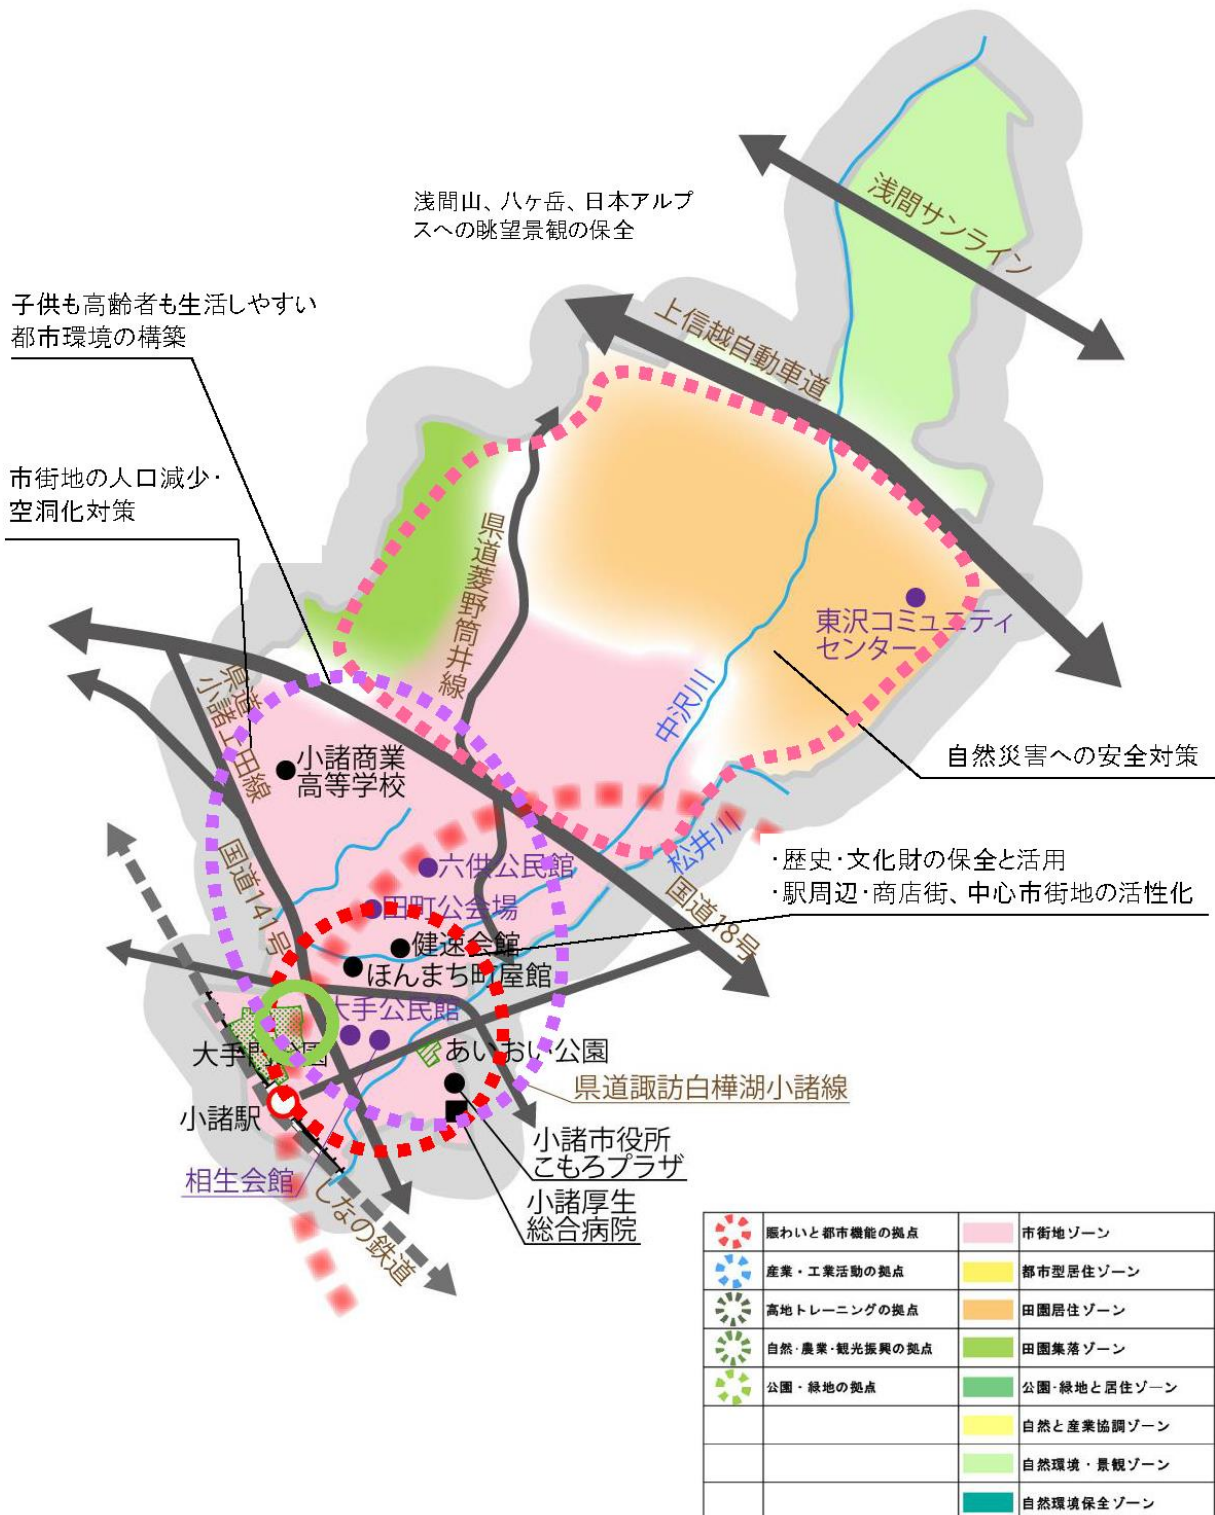 浅間山、八ヶ岳、日本アルプ
スへの眺望景観の保全
浅間サンライン
上信越自動車道
子供も高齢者も生活しやすい
都市環境の構築
市街地の人口減少・
空洞化対策
県道菱野筒井線
東沢コミュニティ
センター
中沢川
自然災害への安全対策
県道
小諸上田線
小諸商業
高等学校
松井川
国道18号
国道141号
六供公民館
田町公会場
・歴史・文化財の保全と活用
・駅周辺・商店街、中心市街地の活性化
健速会館
ほんまち町屋館
大手公民館
大手門公園
あいおい公園
県道諏訪白樺湖小諸線
小諸駅
小諸市役所
こもろプラザ
相生会館
小諸厚生
総合病院
しなの鉄道
賑わいと都市機能の拠点
市街地ゾーン
産業・工業活動の拠点
都市型居住ゾーン
高地トレーニングの拠点
田園居住ゾーン
自然・農業・観光振興の拠点
田園集落ゾーン
公園・緑地の拠点
公園・緑地と居住ゾーン
自然と産業協調ゾーン
自然環境・景観ゾーン
自然環境保全ゾーン